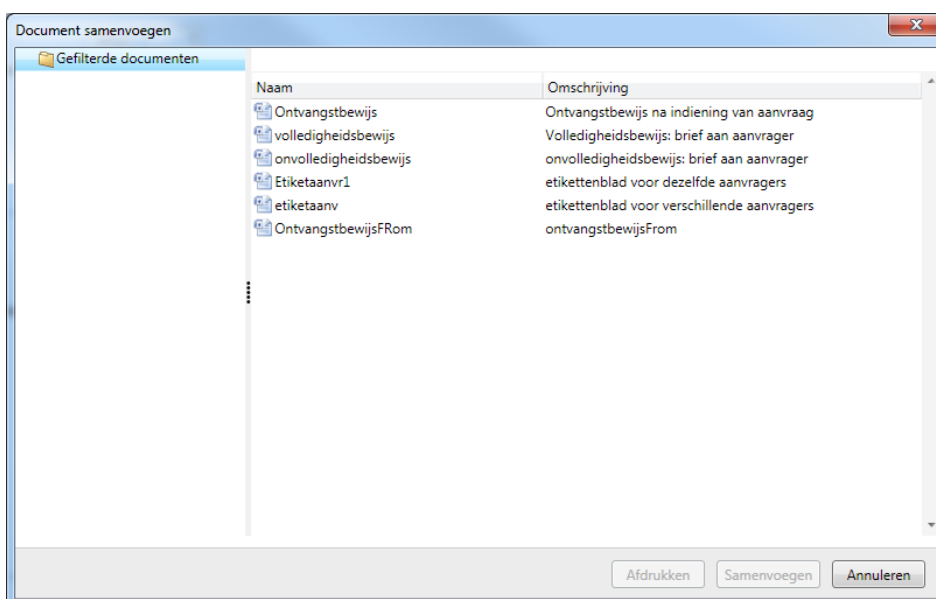 Document samenvoegen
Gefilterde documenten
Naam Omschrijving
Ontvangstbewijs Ontvangstbewijs na indiening van aanvraag
volledigheidsbewijs Volledigheidsbewijs: brief aan aanvrager
onvolledigheidsbewijs onvolledigheidsbewijs: brief aan aanvrager
Etiketaanvr1 etikettenblad voor dezelfde aanvragers
etiketaanv etikettenblad voor verschillende aanvragers
OntvangstbewijsFRom ontvangstbewijsFrom
Afdrukken Samenvoegen Annuleren